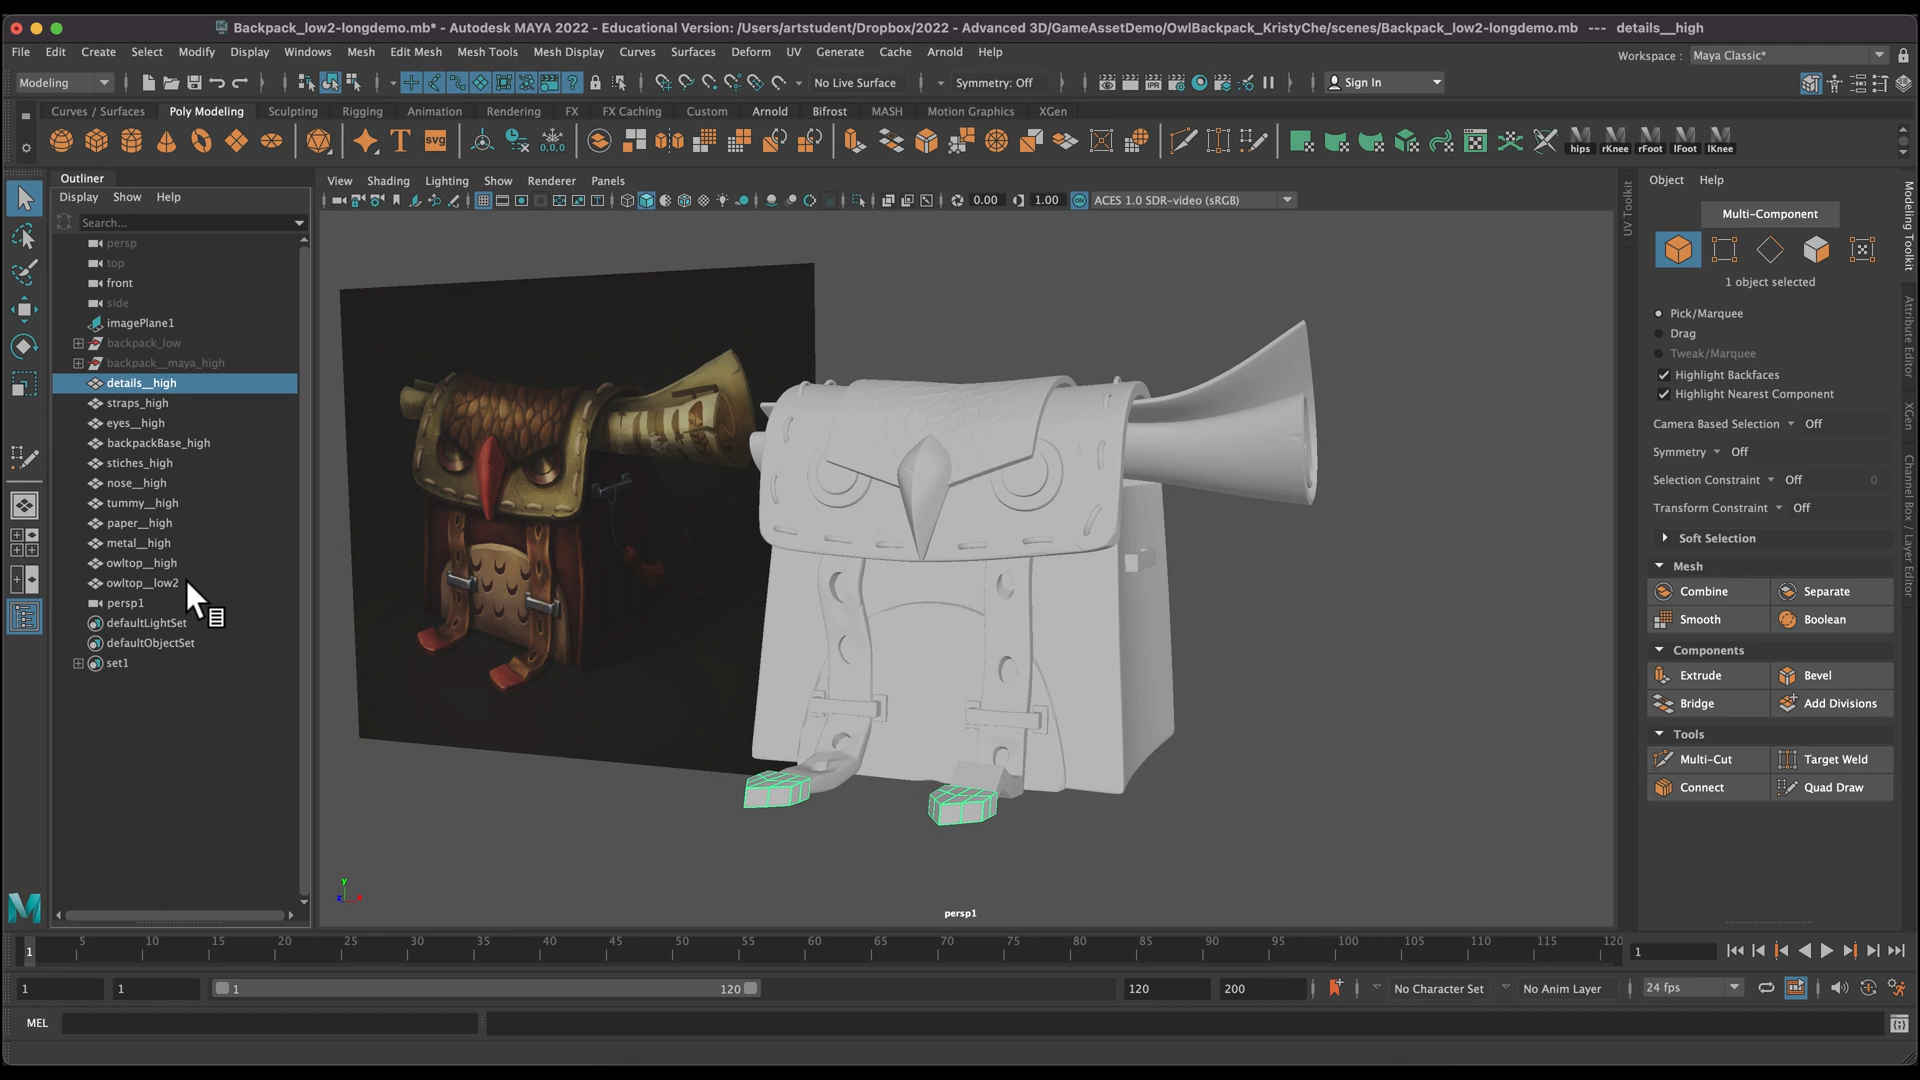 Backpack_low2-longdemo.mb* - Autodesk MAYA 2022 - Educational Version: /Users/artstudent/Dropbox/2022 - Advanced 3D/GameAssetDemo/OwlBackpack_KristyChe/scenes/Backpack_low2-longdemo.mb --- details__high
File Edit Create Select Modify Display Windows Mesh Edit Mesh Mesh Tools Mesh Display Curves Surfaces Deform UV Generate Cache Arnold Help
Workspace : Maya Classic*
Modeling No Live Surface Symmetry: Off Sign In
Curves / Surfaces Poly Modeling Sculpting Rigging Animation Rendering FX FX Caching Custom Arnold Bifrost MASH Motion Graphics XGen
SVG 0,0,0 hips rKnee rFoot lFoot lKnee
Outliner
Display Show Help
Search...
persp
top
front
side
imagePlane1
backpack_low
backpack__maya_high
details__high
straps_high
eyes__high
backpackBase_high
stiches_high
nose__high
tummy__high
paper__high
metal__high
owltop__high
owltop__low2
persp1
defaultLightSet
defaultObjectSet
set1
View Shading Lighting Show Renderer Panels
0.00 1.00 ON ACES 1.0 SDR-video (sRGB)
y
z x
persp1
UV Toolkit
Object Help
Multi-Component
1 object selected
Pick/Marquee
Drag
Tweak/Marquee
Highlight Backfaces
Highlight Nearest Component
Camera Based Selection Off
Symmetry Off
Selection Constraint Off 0
Transform Constraint Off
Soft Selection
Mesh
Combine Separate
Smooth Boolean
Components
Extrude Bevel
Bridge Add Divisions
Tools
Multi-Cut Target Weld
Connect Quad Draw
Modeling Toolkit
Attribute Editor
XGen
Channel Box / Layer Editor
1 5 10 15 20 25 30 35 40 45 50 55 60 65 70 75 80 85 90 95 100 105 110 115 120 1
1 1 1 120 120 200 No Character Set No Anim Layer 24 fps
MEL